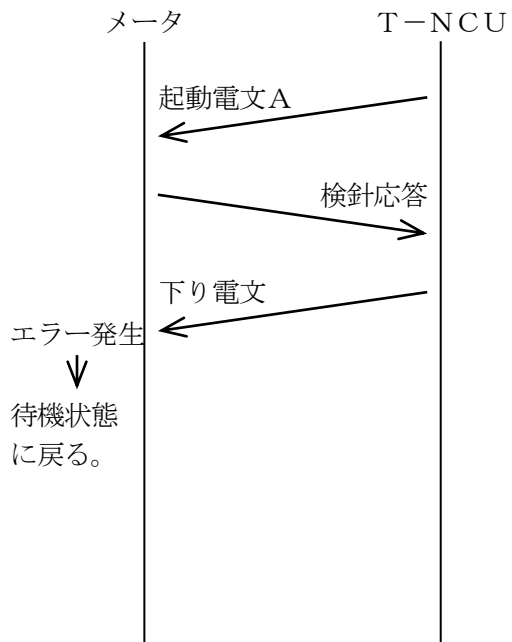 メータ
T－NCU
起動電文A
検針応答
下り電文
エラー発生
待機状態
に戻る。